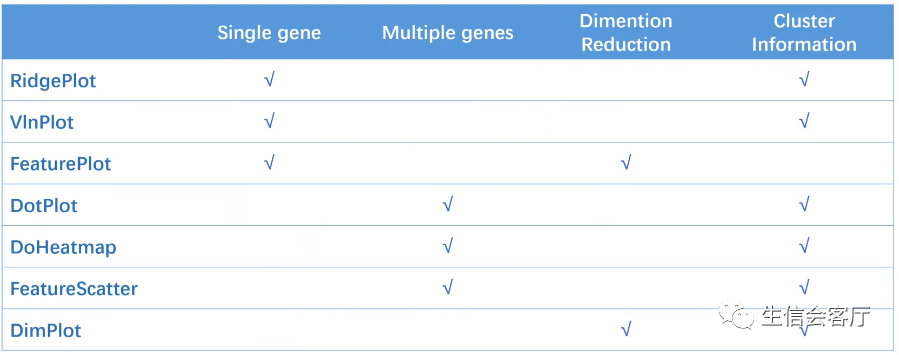 Single gene Multiple genes Dimention Reduction Cluster Information
RidgePlot √ √
VlnPlot √ √
FeaturePlot √ √
DotPlot √ √
DoHeatmap √ √
FeatureScatter √ √
DimPlot √ √
生信会客厅